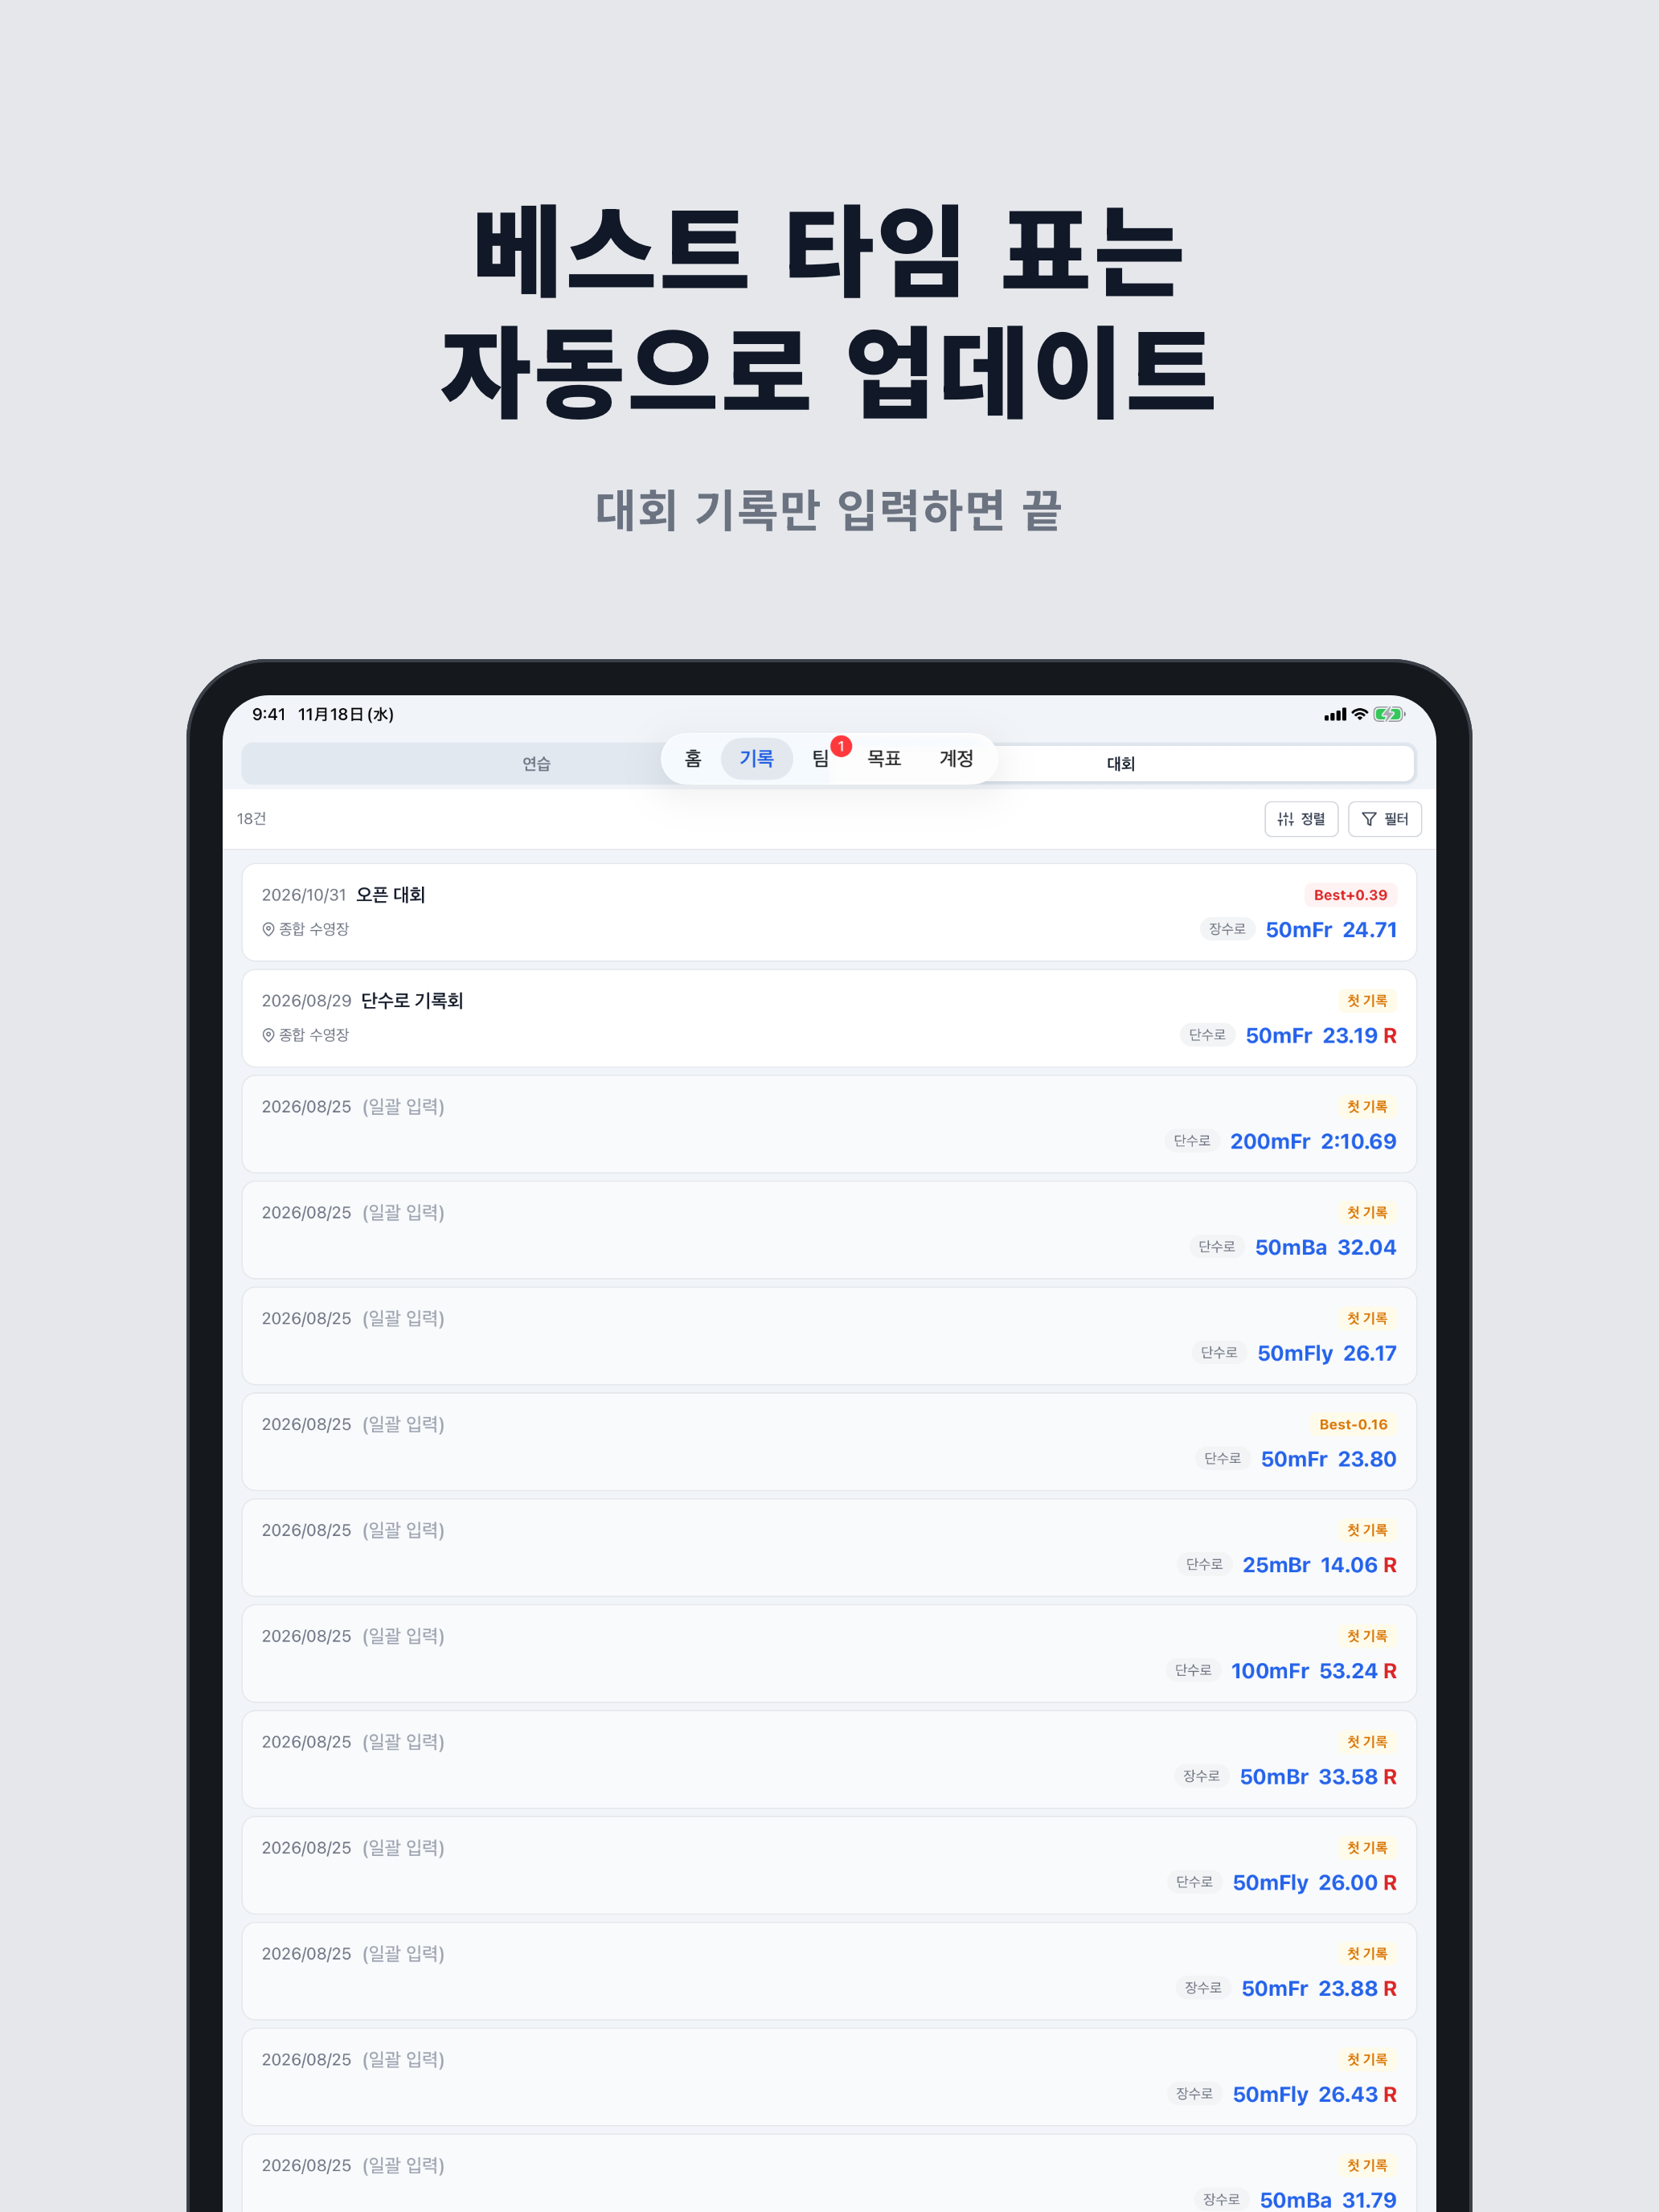 베스트 타임 표는
자동으로 업데이트
대회 기록만 입력하면 끝
9:41 11月18日(水)
연습 홈 기록 팀 1 목표 계정 대회
18건 정렬 필터
2026/10/31 오픈 대회 Best+0.39
종합 수영장 장수로 50mFr 24.71
2026/08/29 단수로 기록회 첫 기록
종합 수영장 단수로 50mFr 23.19 R
2026/08/25 (일괄 입력) 첫 기록
단수로 200mFr 2:10.69
2026/08/25 (일괄 입력) 첫 기록
단수로 50mBa 32.04
2026/08/25 (일괄 입력) 첫 기록
단수로 50mFly 26.17
2026/08/25 (일괄 입력) Best-0.16
단수로 50mFr 23.80
2026/08/25 (일괄 입력) 첫 기록
단수로 25mBr 14.06 R
2026/08/25 (일괄 입력) 첫 기록
단수로 100mFr 53.24 R
2026/08/25 (일괄 입력) 첫 기록
장수로 50mBr 33.58 R
2026/08/25 (일괄 입력) 첫 기록
단수로 50mFly 26.00 R
2026/08/25 (일괄 입력) 첫 기록
장수로 50mFr 23.88 R
2026/08/25 (일괄 입력) 첫 기록
장수로 50mFly 26.43 R
2026/08/25 (일괄 입력) 첫 기록
장수로 50mBa 31.79